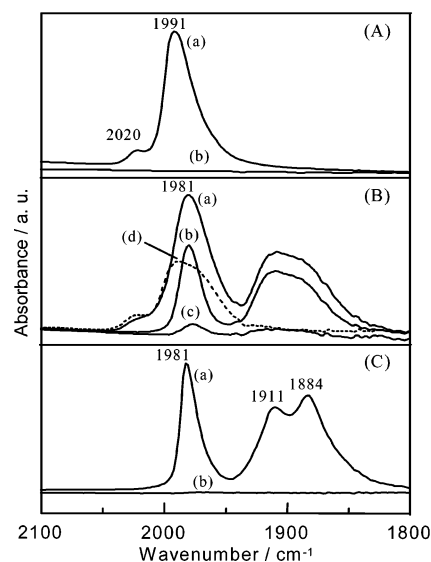 1991
(a)
(A)
2020
(b)
1981
(a)
(B)
(d)
(b)
(c)
1981
(a)
(C)
1911
1884
(b)
Absorbance / a. u.
2100
2000
1900
1800
Wavenumber / cm⁻¹